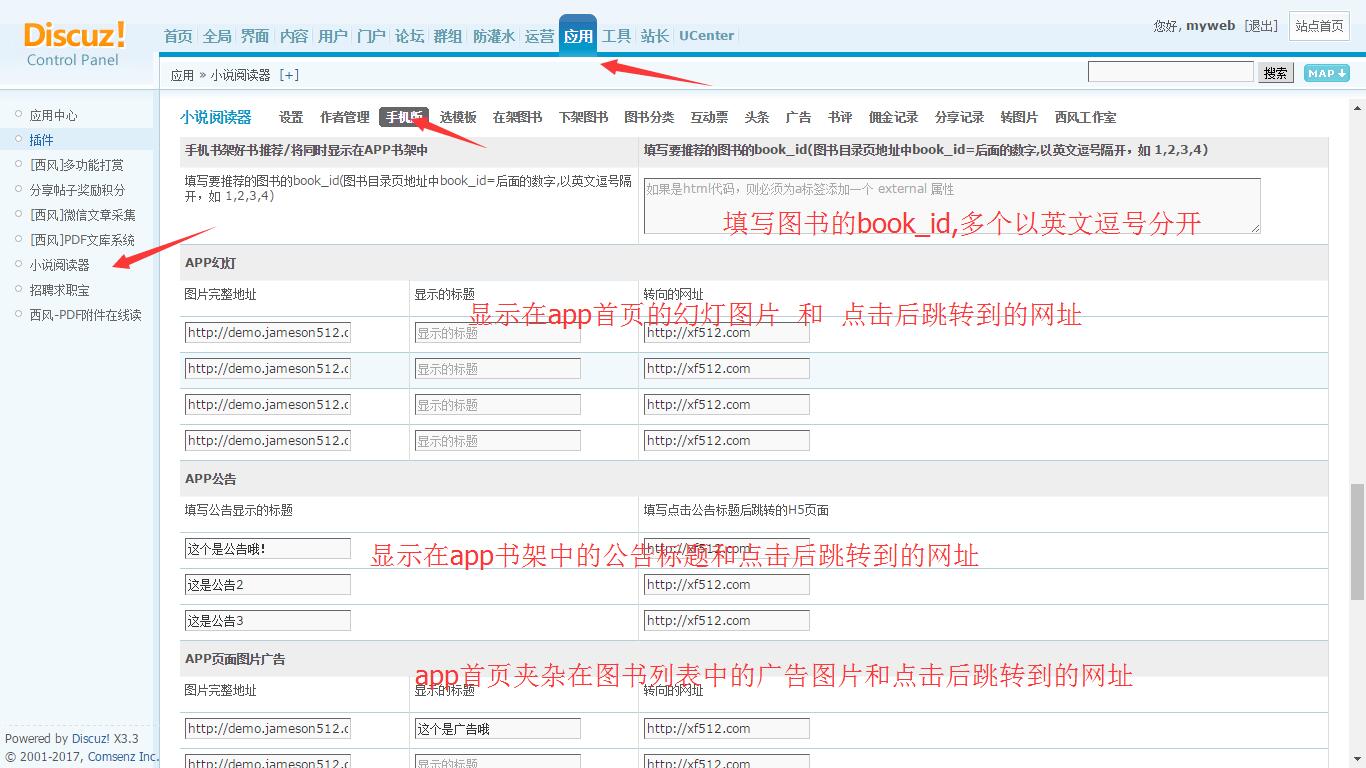 Discuz!
Control Panel
首页 全局 界面 内容 用户 门户 论坛 群组 防灌水 运营 应用 工具 站长 UCenter
您好, myweb [退出] 站点首页
应用 » 小说阅读器 [+]
搜索 MAP
应用中心
插件
[西风]多功能打赏
分享帖子奖励积分
[西风]微信文章采集
[西风]PDF文库系统
小说阅读器
招聘求职宝
西风-PDF附件在线读
小说阅读器 设置 作者管理 手机版 选模板 在架图书 下架图书 图书分类 互动票 头条 广告 书评 佣金记录 分享记录 转图片 西风工作室
手机书架好书推荐/将同时显示在APP书架中 填写要推荐的图书的book_id(图书目录页地址中book_id=后面的数字,以英文逗号隔开，如 1,2,3,4)
填写要推荐的图书的book_id(图书目录页地址中book_id=后面的数字,以英文逗号隔
开，如 1,2,3,4)
如果是html代码，则必须为a标签添加一个 external 属性
填写图书的book_id,多个以英文逗号分开
APP幻灯
图片完整地址 显示的标题 转向的网址
显示在app首页的幻灯图片 和 点击后跳转到的网址
http://demo.jameson512.c 显示的标题 http://xf512.com
http://demo.jameson512.c 显示的标题 http://xf512.com
http://demo.jameson512.c 显示的标题 http://xf512.com
http://demo.jameson512.c 显示的标题 http://xf512.com
APP公告
填写公告显示的标题 填写点击公告标题后跳转的H5页面
这个是公告哦! http://xf512.com
显示在app书架中的公告标题和点击后跳转到的网址
这是公告2 http://xf512.com
这是公告3 http://xf512.com
APP页面图片广告
app首页夹杂在图书列表中的广告图片和点击后跳转到的网址
图片完整地址 显示的标题 转向的网址
http://demo.jameson512.c 这个是广告哦 http://xf512.com
http://demo.jameson512.c 显示的标题 http://xf512.com
Powered by Discuz! X3.3
© 2001-2017, Comsenz Inc.